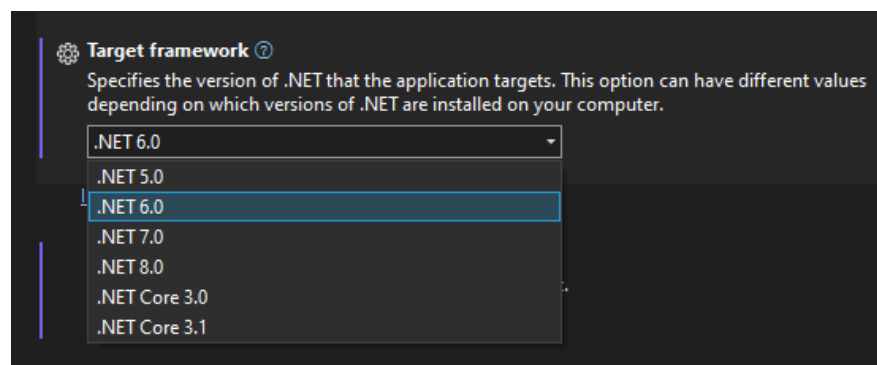 Target framework ?
Specifies the version of .NET that the application targets. This option can have different values
depending on which versions of .NET are installed on your computer.
.NET 6.0
.NET 5.0
.NET 6.0
.NET 7.0
.NET 8.0
.NET Core 3.0
.NET Core 3.1